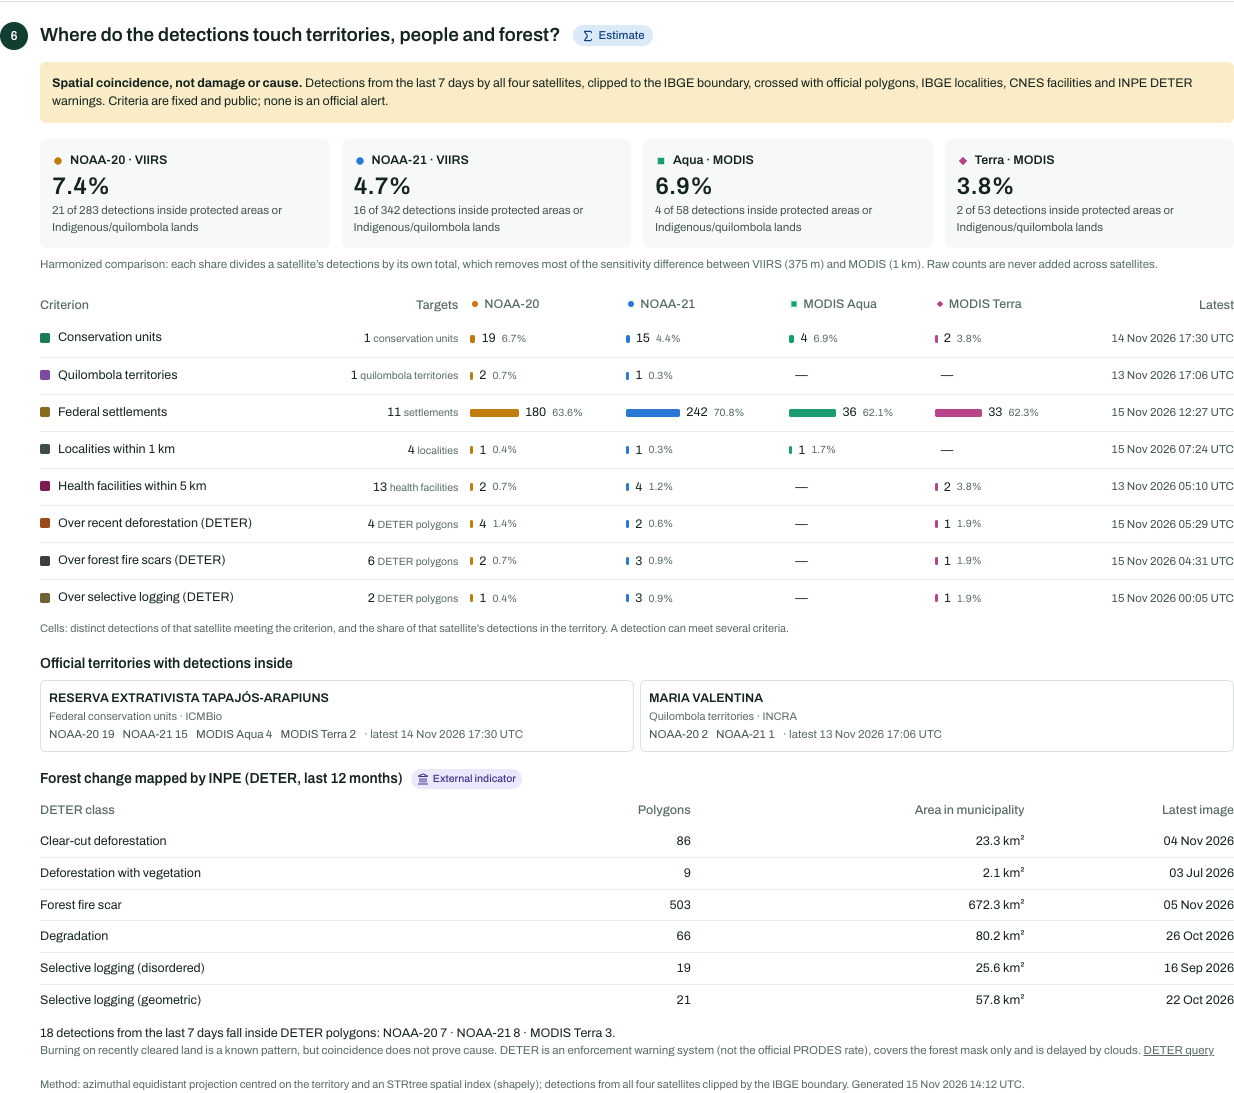 6
Where do the detections touch territories, people and forest? Estimate
Spatial coincidence, not damage or cause. Detections from the last 7 days by all four satellites, clipped to the IBGE boundary, crossed with official polygons, IBGE localities, CNES facilities and INPE DETER
warnings. Criteria are fixed and public; none is an official alert.
NOAA-20 · VIIRS
7.4%
21 of 283 detections inside protected areas or
Indigenous/quilombola lands
NOAA-21 · VIIRS
4.7%
16 of 342 detections inside protected areas or
Indigenous/quilombola lands
Aqua · MODIS
6.9%
4 of 58 detections inside protected areas or
Indigenous/quilombola lands
Terra · MODIS
3.8%
2 of 53 detections inside protected areas or
Indigenous/quilombola lands
Harmonized comparison: each share divides a satellite's detections by its own total, which removes most of the sensitivity difference between VIIRS (375 m) and MODIS (1 km). Raw counts are never added across satellites.
Criterion Targets NOAA-20 NOAA-21 MODIS Aqua MODIS Terra Latest
Conservation units 1 conservation units 19 6.7% 15 4.4% 4 6.9% 2 3.8% 14 Nov 2026 17:30 UTC
Quilombola territories 1 quilombola territories 2 0.7% 1 0.3% — — 13 Nov 2026 17:06 UTC
Federal settlements 11 settlements 180 63.6% 242 70.8% 36 62.1% 33 62.3% 15 Nov 2026 12:27 UTC
Localities within 1 km 4 localities 1 0.4% 1 0.3% 1 1.7% — 15 Nov 2026 07:24 UTC
Health facilities within 5 km 13 health facilities 2 0.7% 4 1.2% — 2 3.8% 13 Nov 2026 05:10 UTC
Over recent deforestation (DETER) 4 DETER polygons 4 1.4% 2 0.6% — 1 1.9% 15 Nov 2026 05:29 UTC
Over forest fire scars (DETER) 6 DETER polygons 2 0.7% 3 0.9% — 1 1.9% 15 Nov 2026 04:31 UTC
Over selective logging (DETER) 2 DETER polygons 1 0.4% 3 0.9% — 1 1.9% 15 Nov 2026 00:05 UTC
Cells: distinct detections of that satellite meeting the criterion, and the share of that satellite's detections in the territory. A detection can meet several criteria.
Official territories with detections inside
RESERVA EXTRATIVISTA TAPAJÓS-ARAPIUNS
Federal conservation units · ICMBio
NOAA-20 19 NOAA-21 15 MODIS Aqua 4 MODIS Terra 2 · latest 14 Nov 2026 17:30 UTC
MARIA VALENTINA
Quilombola territories · INCRA
NOAA-20 2 NOAA-21 1 · latest 13 Nov 2026 17:06 UTC
Forest change mapped by INPE (DETER, last 12 months) External indicator
DETER class Polygons Area in municipality Latest image
Clear-cut deforestation 86 23.3 km² 04 Nov 2026
Deforestation with vegetation 9 2.1 km² 03 Jul 2026
Forest fire scar 503 672.3 km² 05 Nov 2026
Degradation 66 80.2 km² 26 Oct 2026
Selective logging (disordered) 19 25.6 km² 16 Sep 2026
Selective logging (geometric) 21 57.8 km² 22 Oct 2026
18 detections from the last 7 days fall inside DETER polygons: NOAA-20 7 · NOAA-21 8 · MODIS Terra 3.
Burning on recently cleared land is a known pattern, but coincidence does not prove cause. DETER is an enforcement warning system (not the official PRODES rate), covers the forest mask only and is delayed by clouds. DETER query
Method: azimuthal equidistant projection centred on the territory and an STRtree spatial index (shapely); detections from all four satellites clipped by the IBGE boundary. Generated 15 Nov 2026 14:12 UTC.